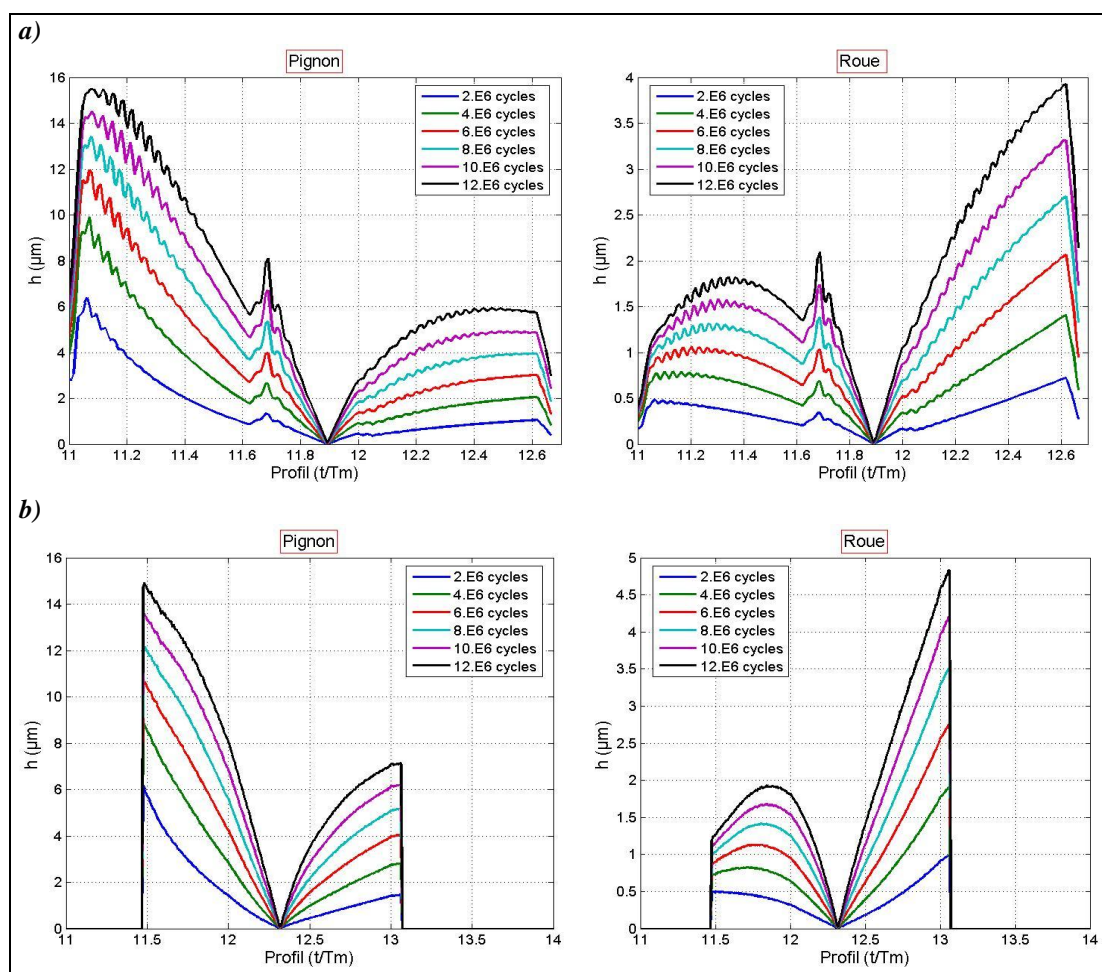 a)
Pignon
16
14
12
10
8
6
4
2
0
h (µm)
2.E6 cycles
4.E6 cycles
6.E6 cycles
8.E6 cycles
10.E6 cycles
12.E6 cycles
11 11.2 11.4 11.6 11.8 12 12.2 12.4 12.6
Profil (t/Tm)
Roue
4
3.5
3
2.5
2
1.5
1
0.5
0
h (µm)
2.E6 cycles
4.E6 cycles
6.E6 cycles
8.E6 cycles
10.E6 cycles
12.E6 cycles
11 11.2 11.4 11.6 11.8 12 12.2 12.4 12.6
Profil (t/Tm)
b)
Pignon
16
14
12
10
8
6
4
2
0
h (µm)
2.E6 cycles
4.E6 cycles
6.E6 cycles
8.E6 cycles
10.E6 cycles
12.E6 cycles
11 11.5 12 12.5 13 13.5 14
Profil (t/Tm)
Roue
5
4.5
4
3.5
3
2.5
2
1.5
1
0.5
0
h (µm)
2.E6 cycles
4.E6 cycles
6.E6 cycles
8.E6 cycles
10.E6 cycles
12.E6 cycles
11 11.5 12 12.5 13 13.5 14
Profil (t/Tm)